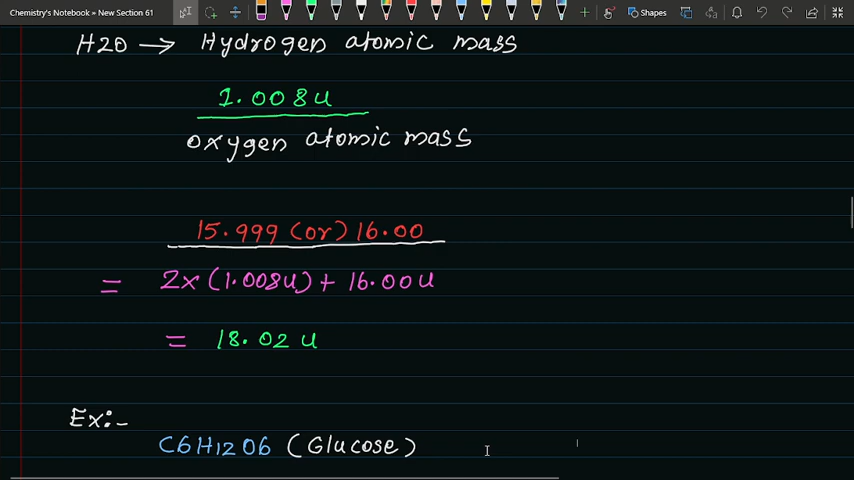 Chemistry's Notebook » New Section 61
Shapes
H2O → Hydrogen atomic mass
1.008u
oxygen atomic mass
15.999 (or) 16.00
= 2x (1.008u) + 16.00u
= 18.02 u
Ex:-
C6H12O6 (Glucose)